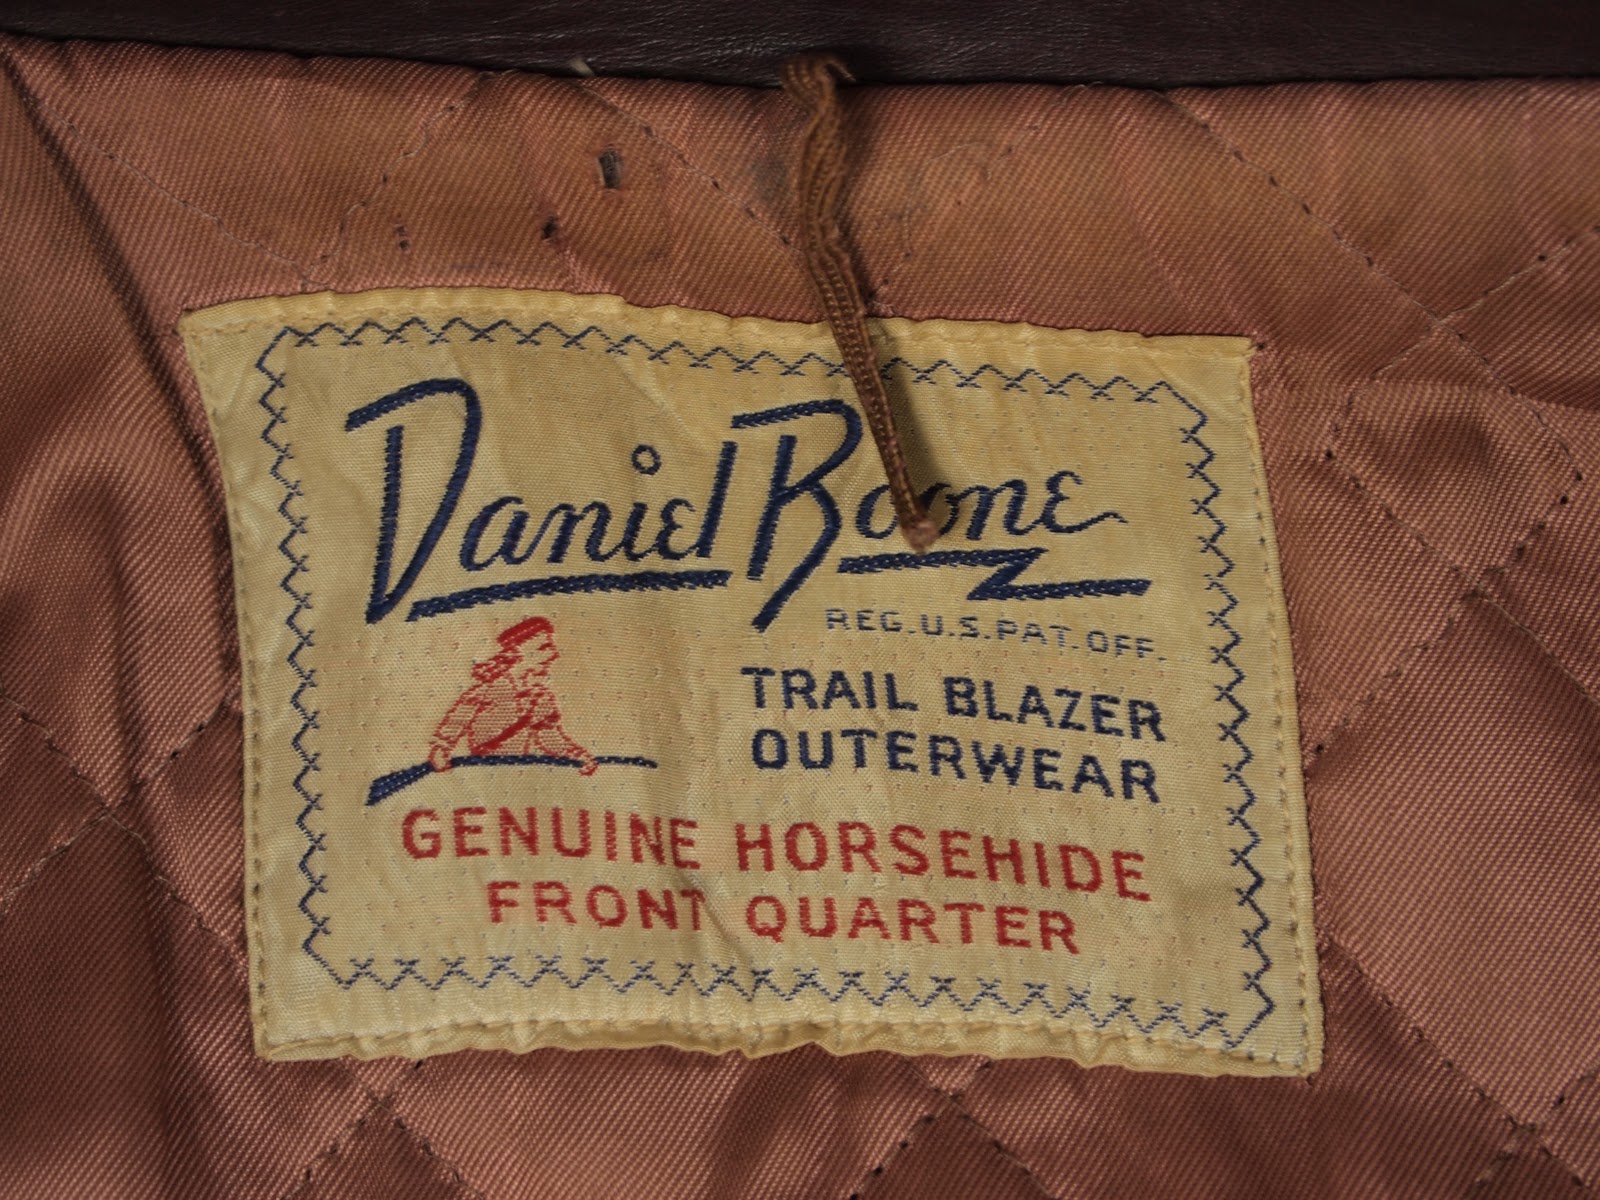 Daniel Boone
REG. U.S. PAT. OFF.
TRAIL BLAZER
OUTERWEAR
GENUINE HORSEHIDE
FRONT QUARTER